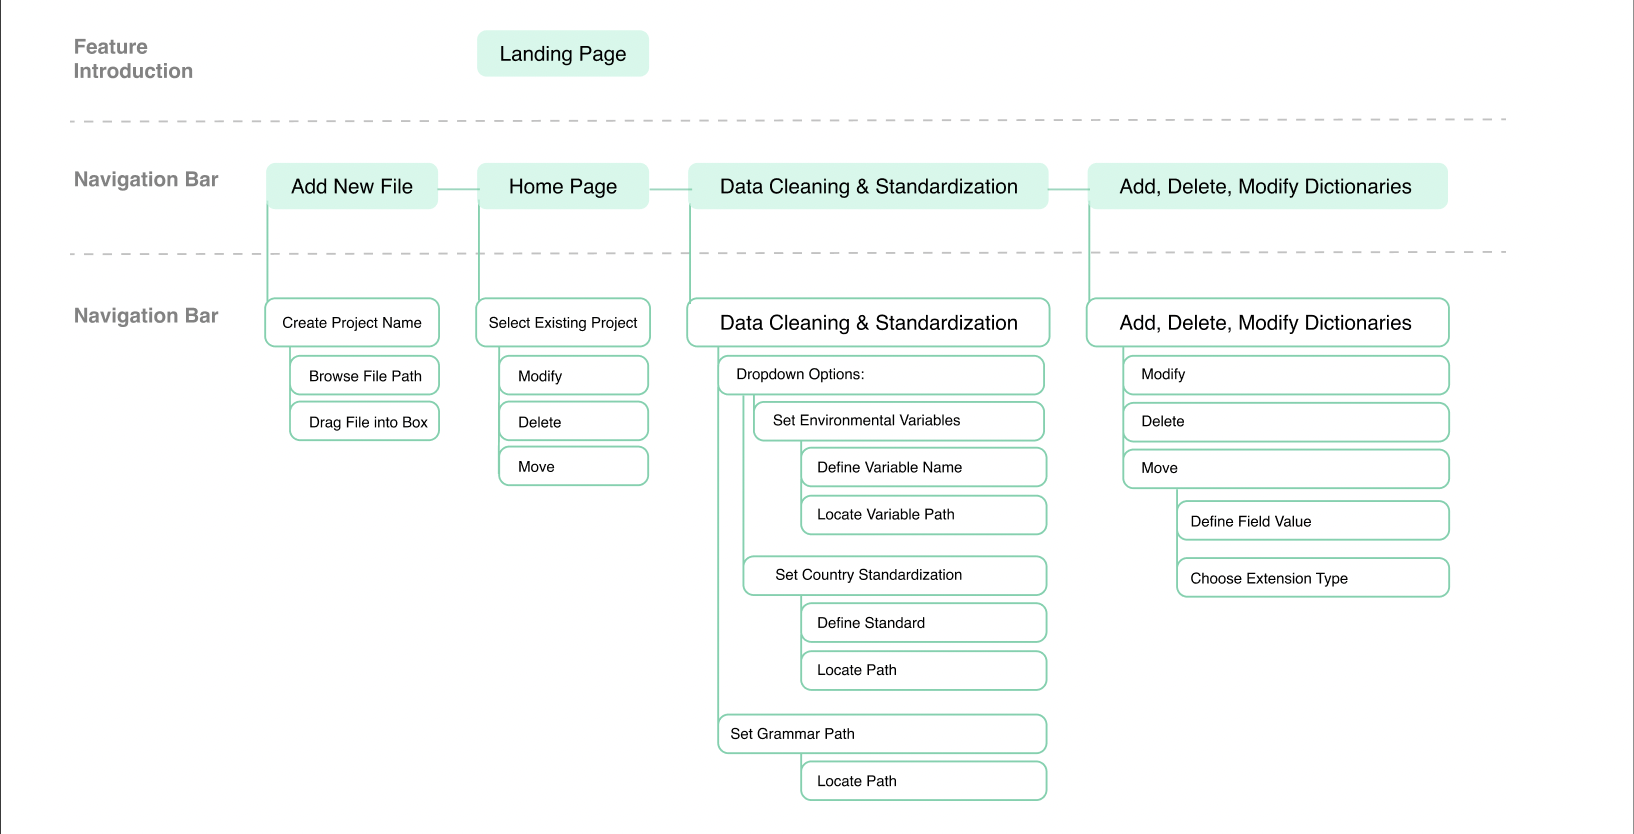 Feature
Introduction
Landing Page
Navigation Bar
Add New File
Home Page
Data Cleaning & Standardization
Add, Delete, Modify Dictionaries
Navigation Bar
Create Project Name
Browse File Path
Drag File into Box
Select Existing Project
Modify
Delete
Move
Data Cleaning & Standardization
Dropdown Options:
Set Environmental Variables
Define Variable Name
Locate Variable Path
Set Country Standardization
Define Standard
Locate Path
Set Grammar Path
Locate Path
Add, Delete, Modify Dictionaries
Modify
Delete
Move
Define Field Value
Choose Extension Type